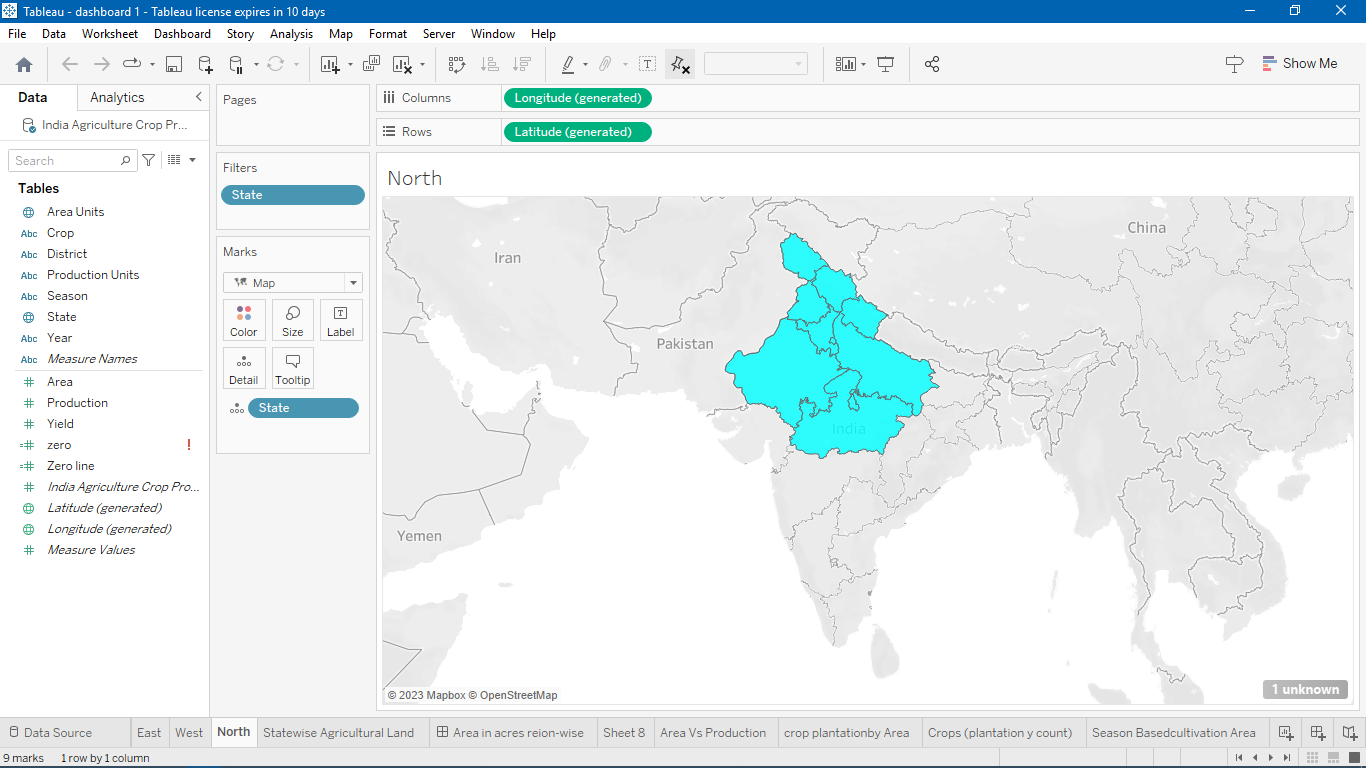 Tableau - dashboard 1 - Tableau license expires in 10 days
File Data Worksheet Dashboard Story Analysis Map Format Server Window Help
Show Me
Data Analytics
India Agriculture Crop Pr...
Search
Tables
Area Units
Abc Crop
Abc District
Abc Production Units
Abc Season
State
Abc Year
Abc Measure Names
# Area
# Production
# Yield
=# zero !
=# Zero line
# India Agriculture Crop Pro...
Latitude (generated)
Longitude (generated)
# Measure Values
Pages
Filters
State
Marks
Map
Color Size Label
Detail Tooltip
State
Columns Longitude (generated)
Rows Latitude (generated)
North
China
Iran
Pakistan
India
Yemen
© 2023 Mapbox © OpenStreetMap
1 unknown
Data Source East West North Statewise Agricultural Land Area in acres reion-wise Sheet 8 Area Vs Production crop plantationby Area Crops (plantation y count) Season Basedcultivation Area
9 marks 1 row by 1 column